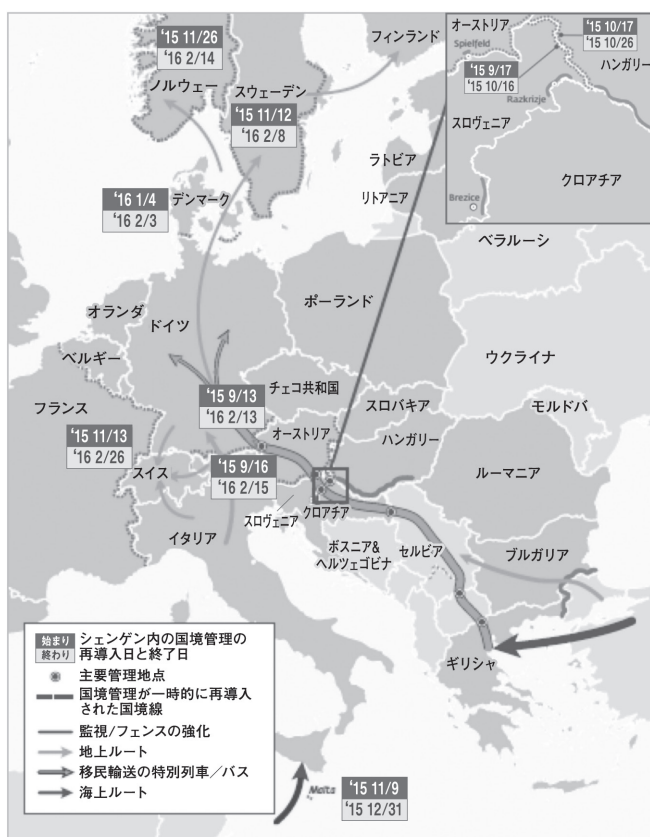 '15 11/26
'16 2/14
ノルウェー
フィンランド
スウェーデン
'15 11/12
'16 2/8
オーストリア
Spielfeld
'15 10/17
'15 10/26
ハンガリー
'15 9/17
'15 10/16
Razkrizje
スロヴェニア
クロアチア
Brezice
ラトビア
リトアニア
'16 1/4
'16 2/3
デンマーク
ベラルーシ
オランダ
ドイツ
ポーランド
ベルギー
ウクライナ
フランス
'15 9/13
'16 2/13
チェコ共和国
スロバキア
モルドバ
'15 11/13
'16 2/26
オーストリア
ハンガリー
スイス
'15 9/16
'16 2/15
ルーマニア
スロヴェニア
クロアチア
イタリア
ボスニア&
ヘルツェゴビナ
セルビア
ブルガリア
ギリシャ
始まり
終わり
シェンゲン内の国境管理の
再導入日と終了日
主要管理地点
国境管理が一時的に再導入
された国境線
監視/フェンスの強化
地上ルート
移民輸送の特別列車/バス
海上ルート
Malta
'15 11/9
'15 12/31